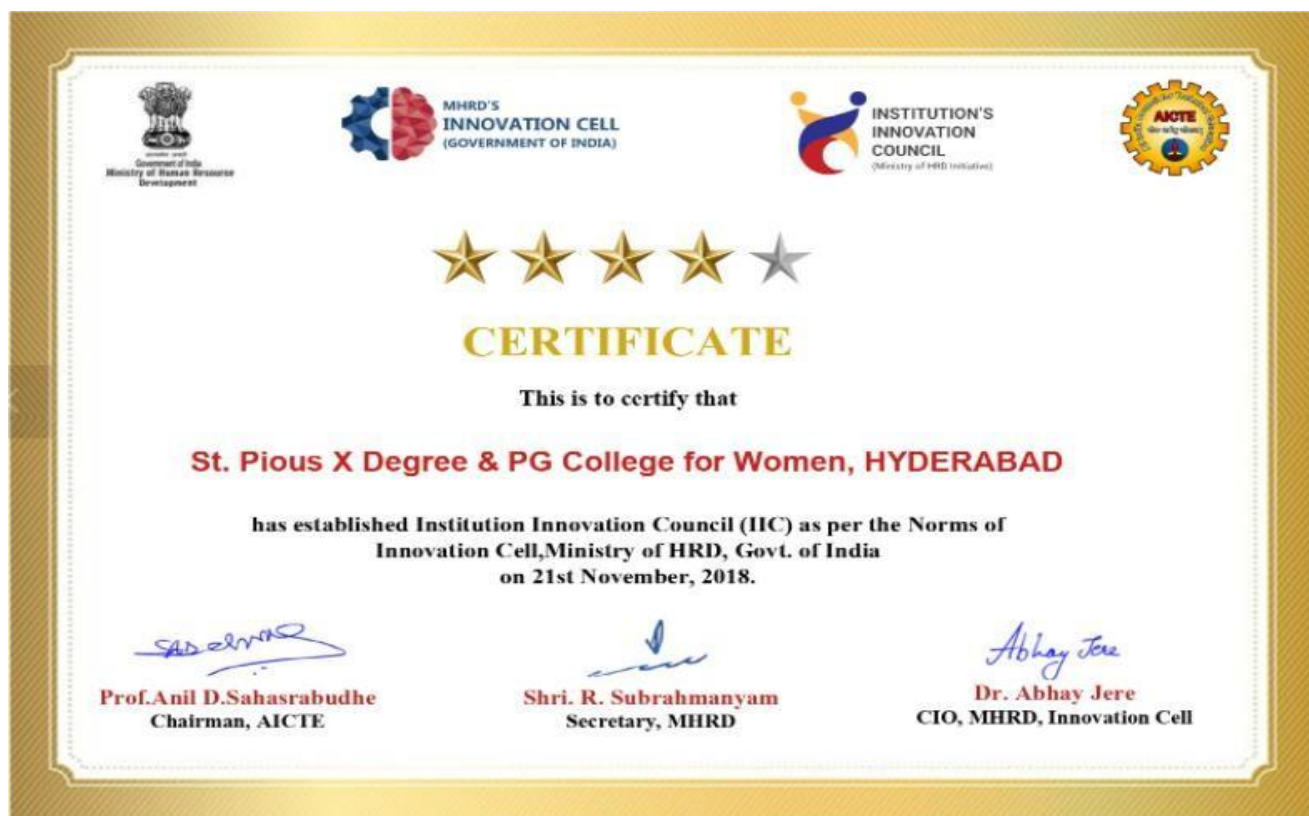 Government of India
Ministry of Human Resource
Development
MHRD'S
INNOVATION CELL
(GOVERNMENT OF INDIA)
INSTITUTION'S
INNOVATION
COUNCIL
(Ministry of HRD Initiative)
AICTE
CERTIFICATE
This is to certify that
St. Pious X Degree & PG College for Women, HYDERABAD
has established Institution Innovation Council (IIC) as per the Norms of
Innovation Cell,Ministry of HRD, Govt. of India
on 21st November, 2018.
Abhay Jere
Prof.Anil D.Sahasrabudhe
Chairman, AICTE
Shri. R. Subrahmanyam
Secretary, MHRD
Dr. Abhay Jere
CIO, MHRD, Innovation Cell